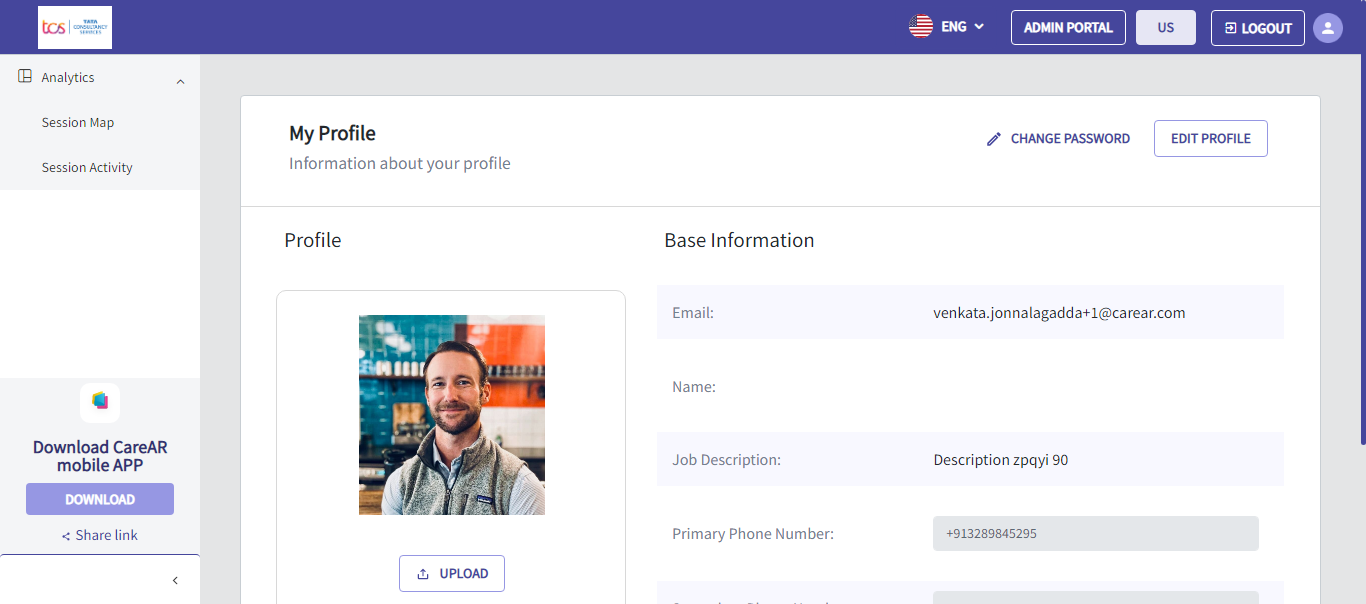 tcs TATA
CONSULTANCY
SERVICES
ENG
ADMIN PORTAL
US
LOGOUT
Analytics
Session Map
Session Activity
Download CareAR
mobile APP
DOWNLOAD
Share link
My Profile
Information about your profile
CHANGE PASSWORD
EDIT PROFILE
Profile
UPLOAD
Base Information
Email: venkata.jonnalagadda+1@carear.com
Name:
Job Description: Description zpqyi 90
Primary Phone Number: +913289845295